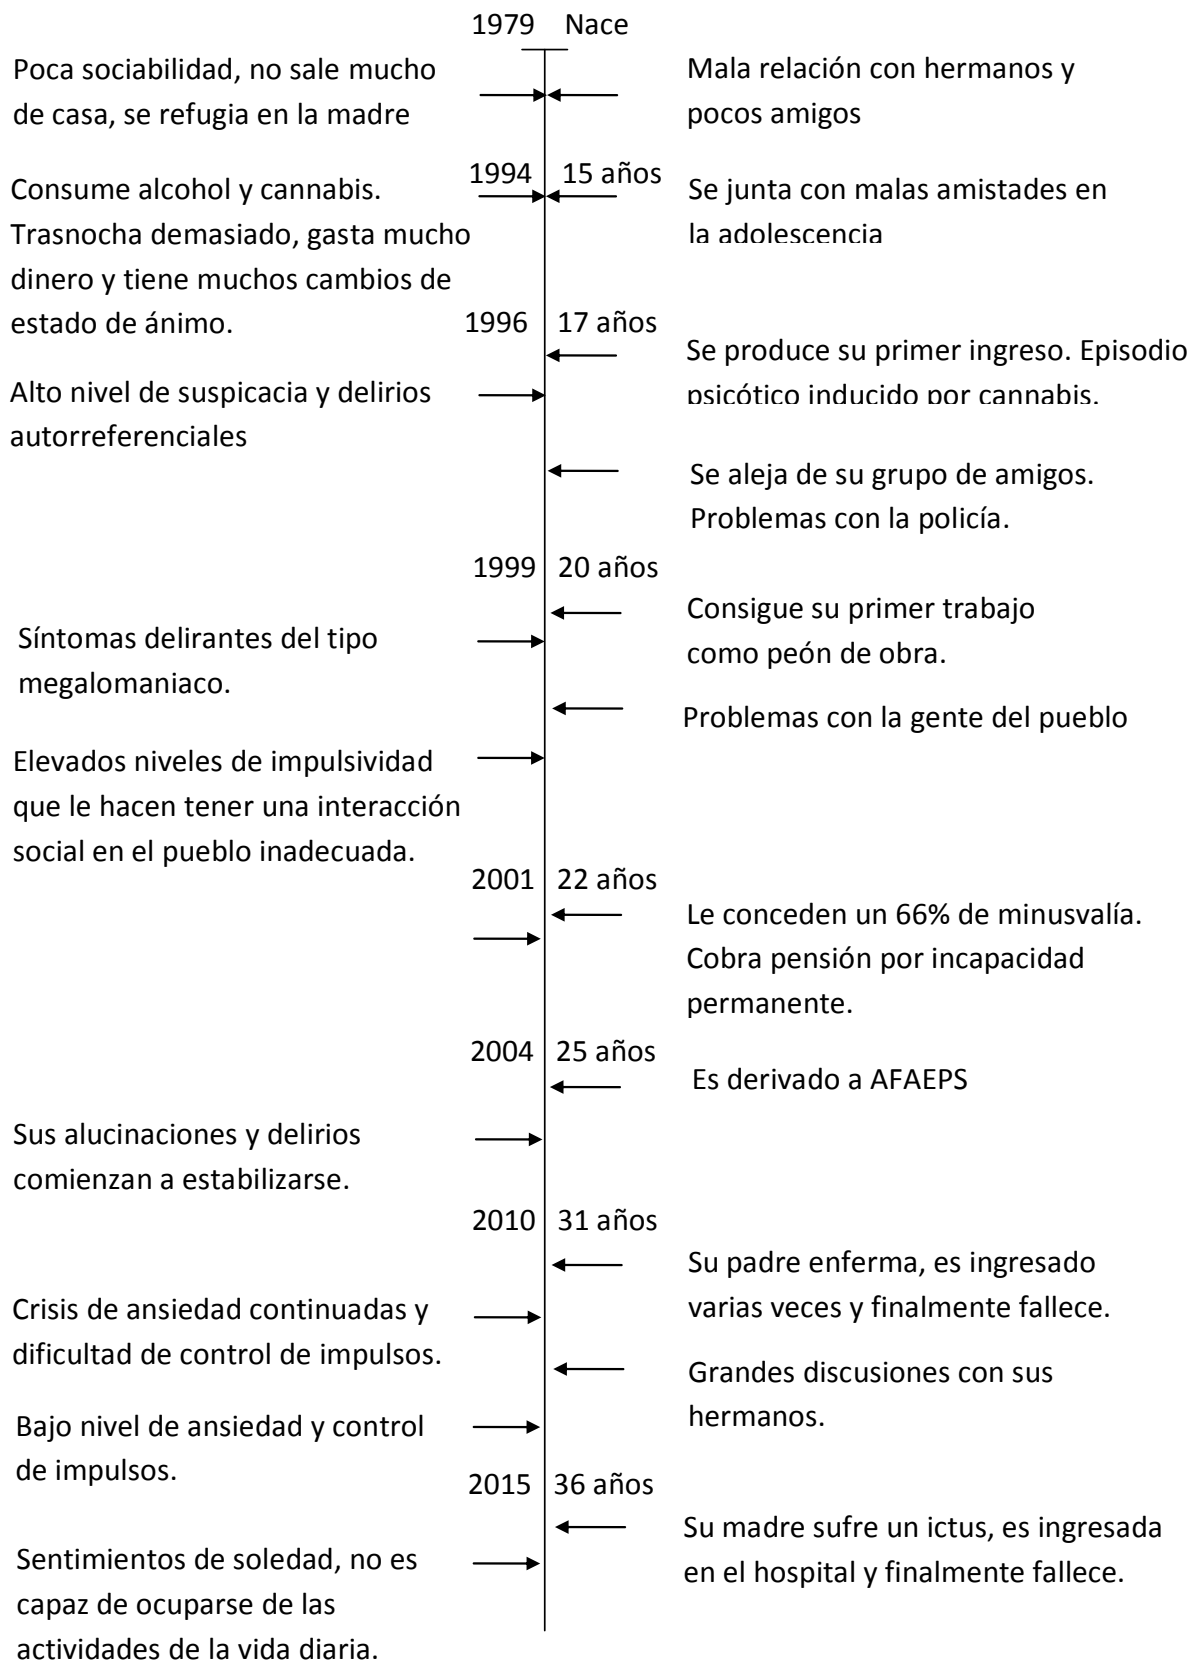 1979 Nace
Poca sociabilidad, no sale mucho
de casa, se refugia en la madre
Mala relación con hermanos y
pocos amigos
1994 15 años
Consume alcohol y cannabis.
Trasnocha demasiado, gasta mucho
dinero y tiene muchos cambios de
estado de ánimo.
Se junta con malas amistades en
la adolescencia
1996 17 años
Se produce su primer ingreso. Episodio
psicótico inducido por cannabis.
Alto nivel de suspicacia y delirios
autorreferenciales
Se aleja de su grupo de amigos.
Problemas con la policía.
1999 20 años
Consigue su primer trabajo
como peón de obra.
Síntomas delirantes del tipo
megalomaniaco.
Problemas con la gente del pueblo
Elevados niveles de impulsividad
que le hacen tener una interacción
social en el pueblo inadecuada.
2001 22 años
Le conceden un 66% de minusvalía.
Cobra pensión por incapacidad
permanente.
2004 25 años
Es derivado a AFAEPS
Sus alucinaciones y delirios
comienzan a estabilizarse.
2010 31 años
Su padre enferma, es ingresado
varias veces y finalmente fallece.
Crisis de ansiedad continuadas y
dificultad de control de impulsos.
Grandes discusiones con sus
hermanos.
Bajo nivel de ansiedad y control
de impulsos.
2015 36 años
Su madre sufre un ictus, es ingresada
en el hospital y finalmente fallece.
Sentimientos de soledad, no es
capaz de ocuparse de las
actividades de la vida diaria.